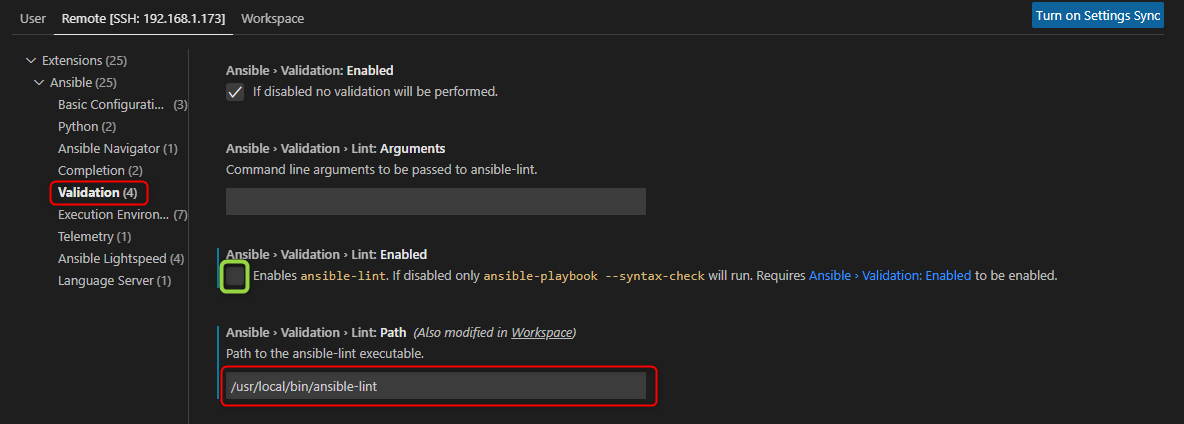 User Remote [SSH: 192.168.1.173] Workspace
Turn on Settings Sync
Extensions (25)
Ansible (25)
Basic Configurati... (3)
Python (2)
Ansible Navigator (1)
Completion (2)
Validation (4)
Execution Environ... (7)
Telemetry (1)
Ansible Lightspeed (4)
Language Server (1)
Ansible › Validation: Enabled
If disabled no validation will be performed.
Ansible › Validation › Lint: Arguments
Command line arguments to be passed to ansible-lint.
Ansible › Validation › Lint: Enabled
Enables ansible-lint. If disabled only ansible-playbook --syntax-check will run. Requires Ansible › Validation: Enabled to be enabled.
Ansible › Validation › Lint: Path (Also modified in Workspace)
Path to the ansible-lint executable.
/usr/local/bin/ansible-lint